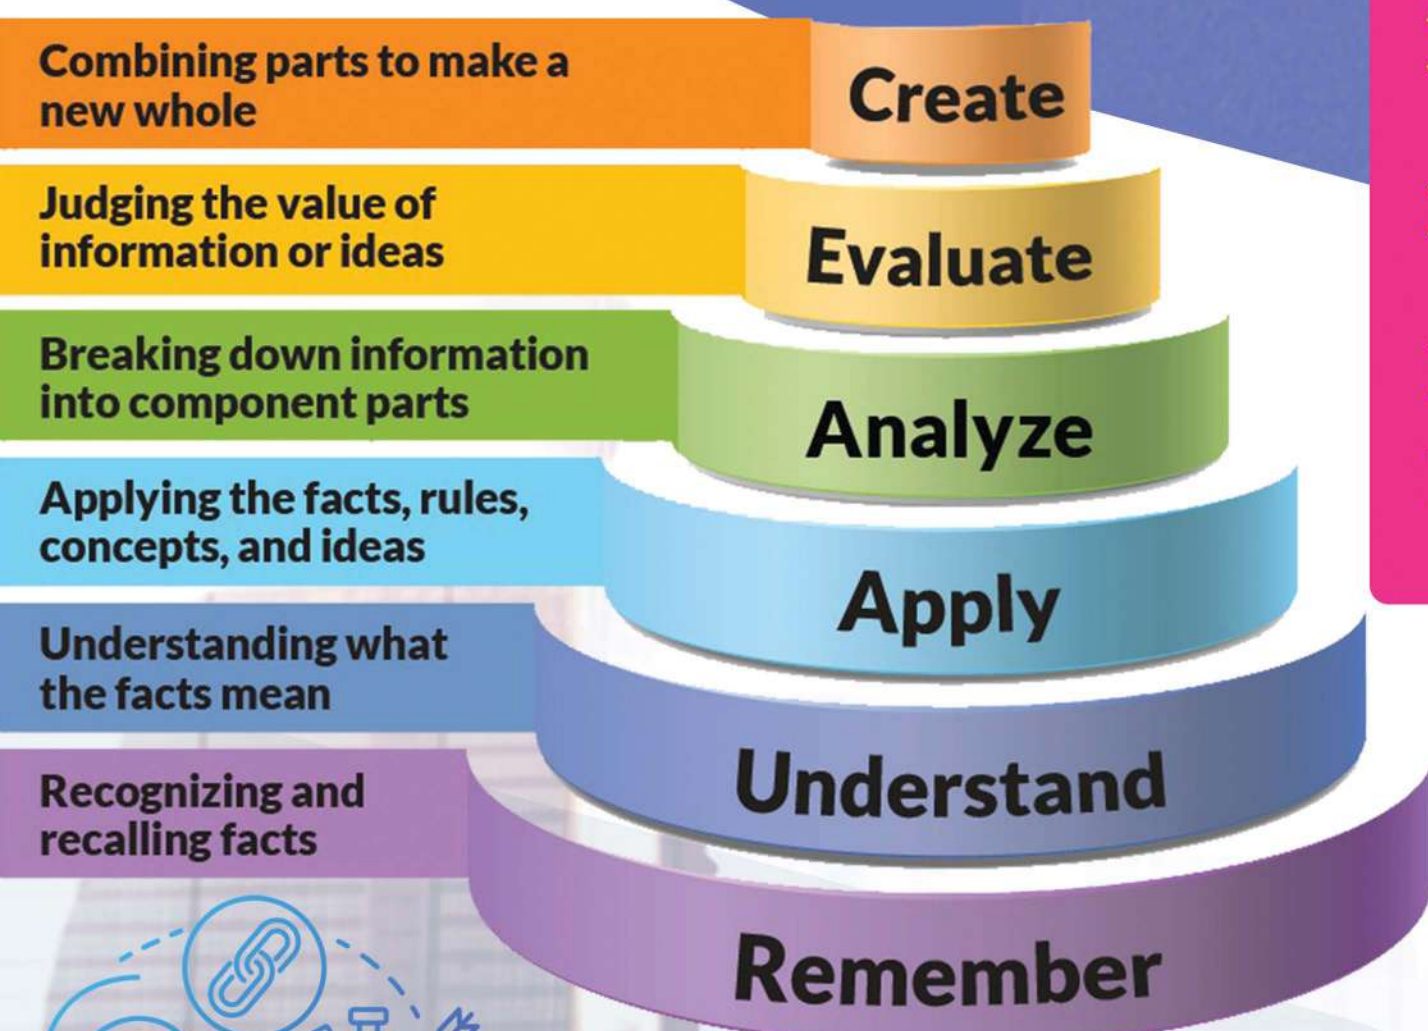 Combining parts to make a
new whole
Create
Judging the value of
information or ideas
Evaluate
Breaking down information
into component parts
Analyze
Applying the facts, rules,
concepts, and ideas
Apply
Understanding what
the facts mean
Understand
Recognizing and
recalling facts
Remember